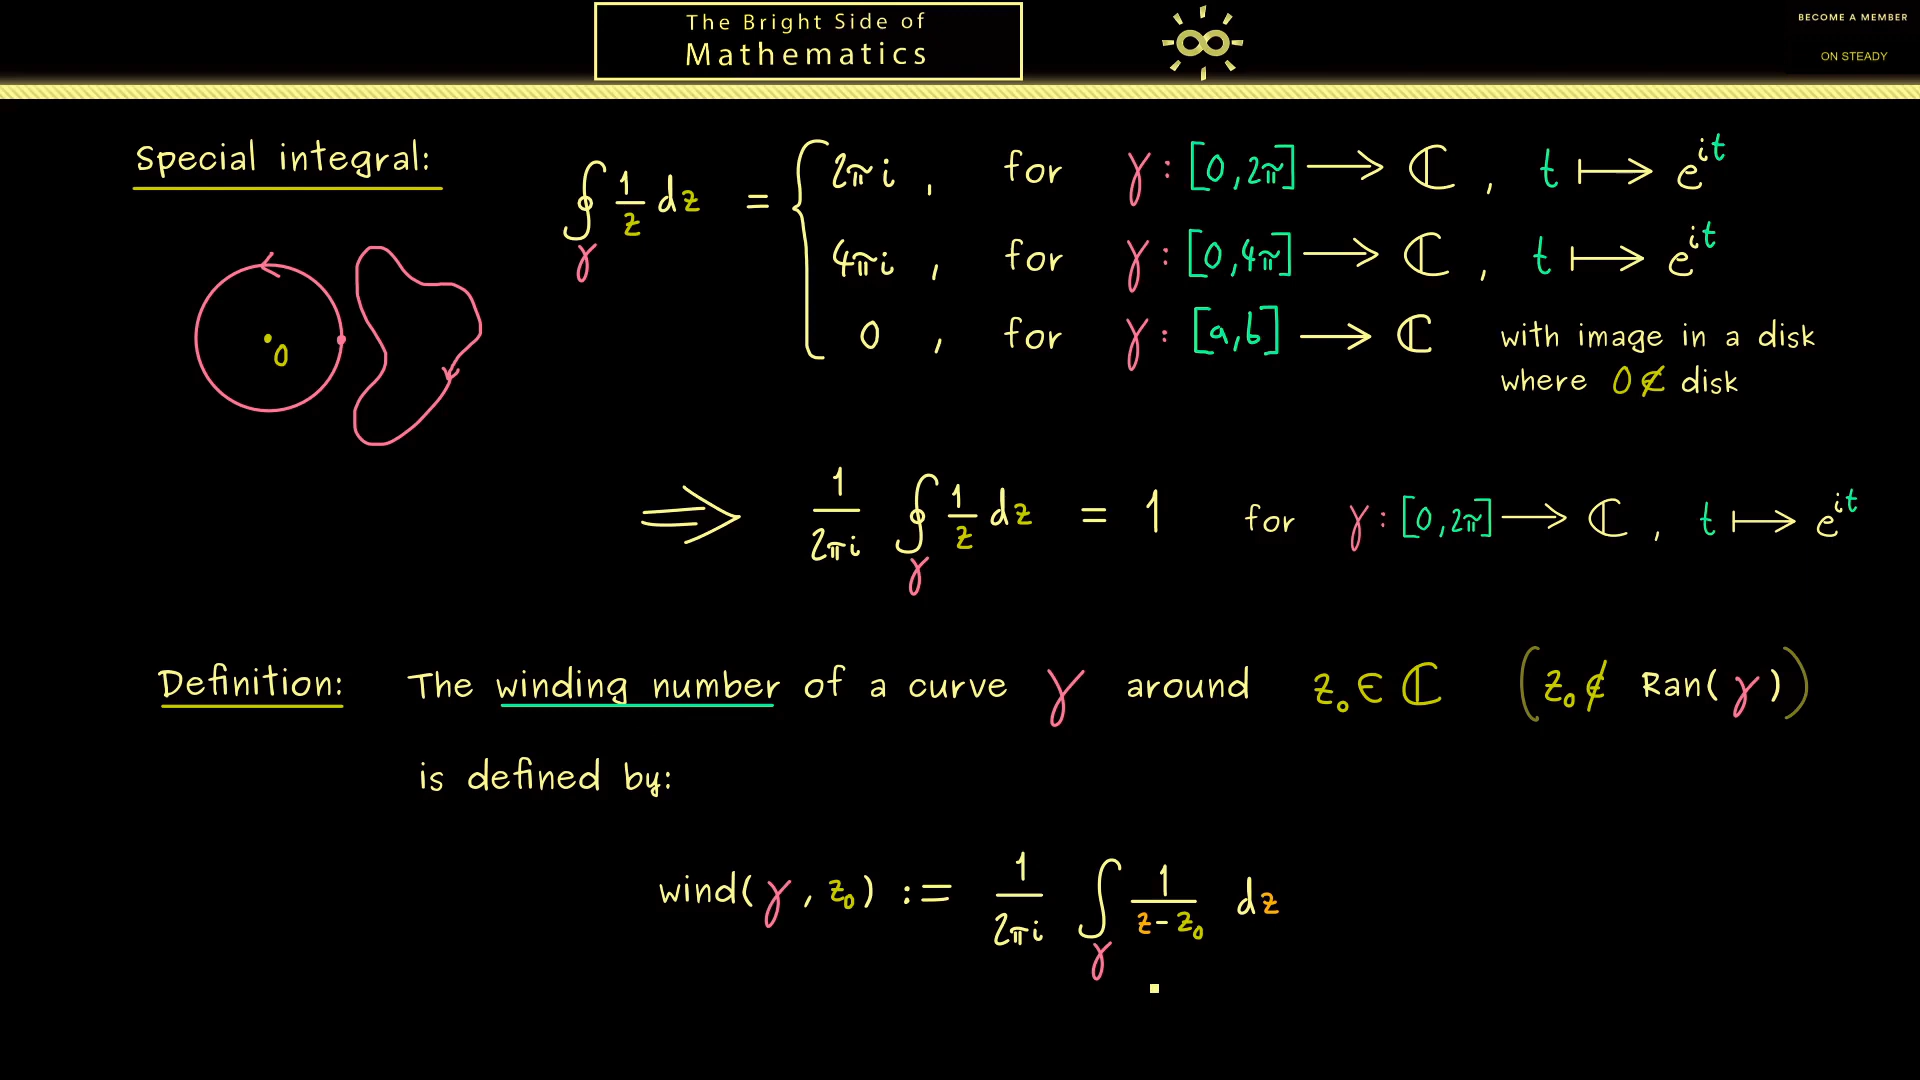 The Bright Side of
Mathematics
BECOME A MEMBER
ON STEADY
Special integral:
∮_γ 1/z dz = { 2πi , for γ: [0,2π] ⟶ ℂ , t ⟼ e^{it}
4πi , for γ: [0,4π] ⟶ ℂ , t ⟼ e^{it}
0 , for γ: [a,b] ⟶ ℂ with image in a disk
where 0 ∉ disk
0
⟹ 1/(2πi) ∮_γ 1/z dz = 1 for γ: [0,2π] ⟶ ℂ , t ⟼ e^{it}
Definition: The winding number of a curve γ around z₀ ∈ ℂ (z₀ ∉ Ran(γ))
is defined by:
wind(γ, z₀) := 1/(2πi) ∫_γ 1/(z - z₀) dz